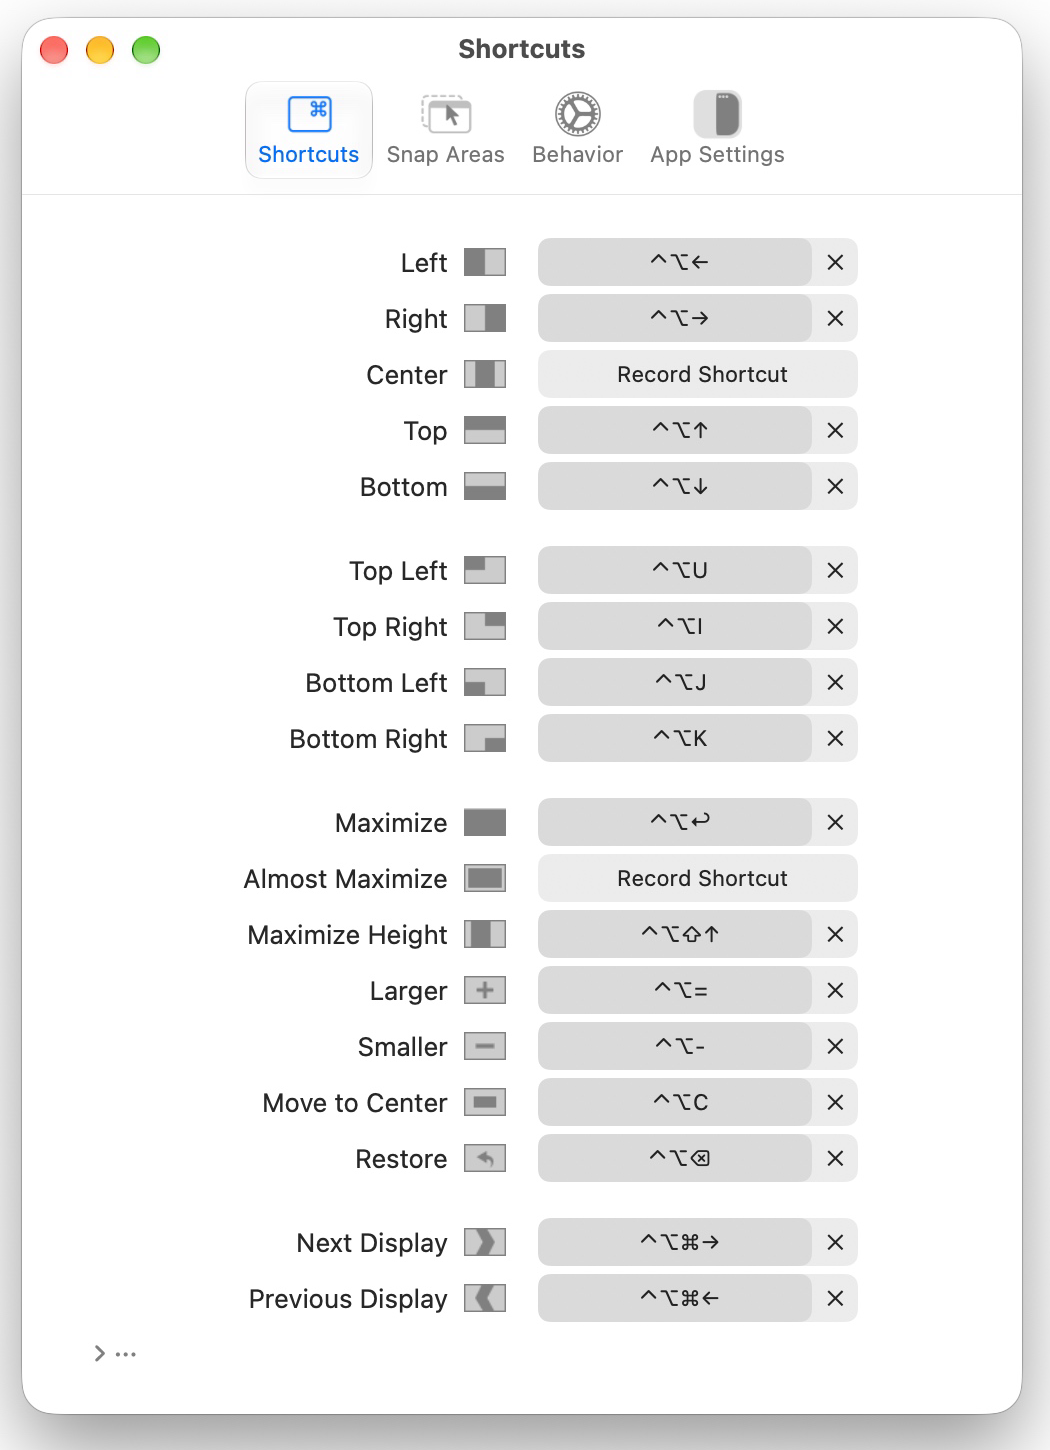 Shortcuts
Shortcuts Snap Areas Behavior App Settings
Left ⌃⌥←
Right ⌃⌥→
Center Record Shortcut
Top ⌃⌥↑
Bottom ⌃⌥↓
Top Left ⌃⌥U
Top Right ⌃⌥I
Bottom Left ⌃⌥J
Bottom Right ⌃⌥K
Maximize ⌃⌥↩
Almost Maximize Record Shortcut
Maximize Height ⌃⌥⇧↑
Larger ⌃⌥=
Smaller ⌃⌥-
Move to Center ⌃⌥C
Restore ⌃⌥⌫
Next Display ⌃⌥⌘→
Previous Display ⌃⌥⌘←
...